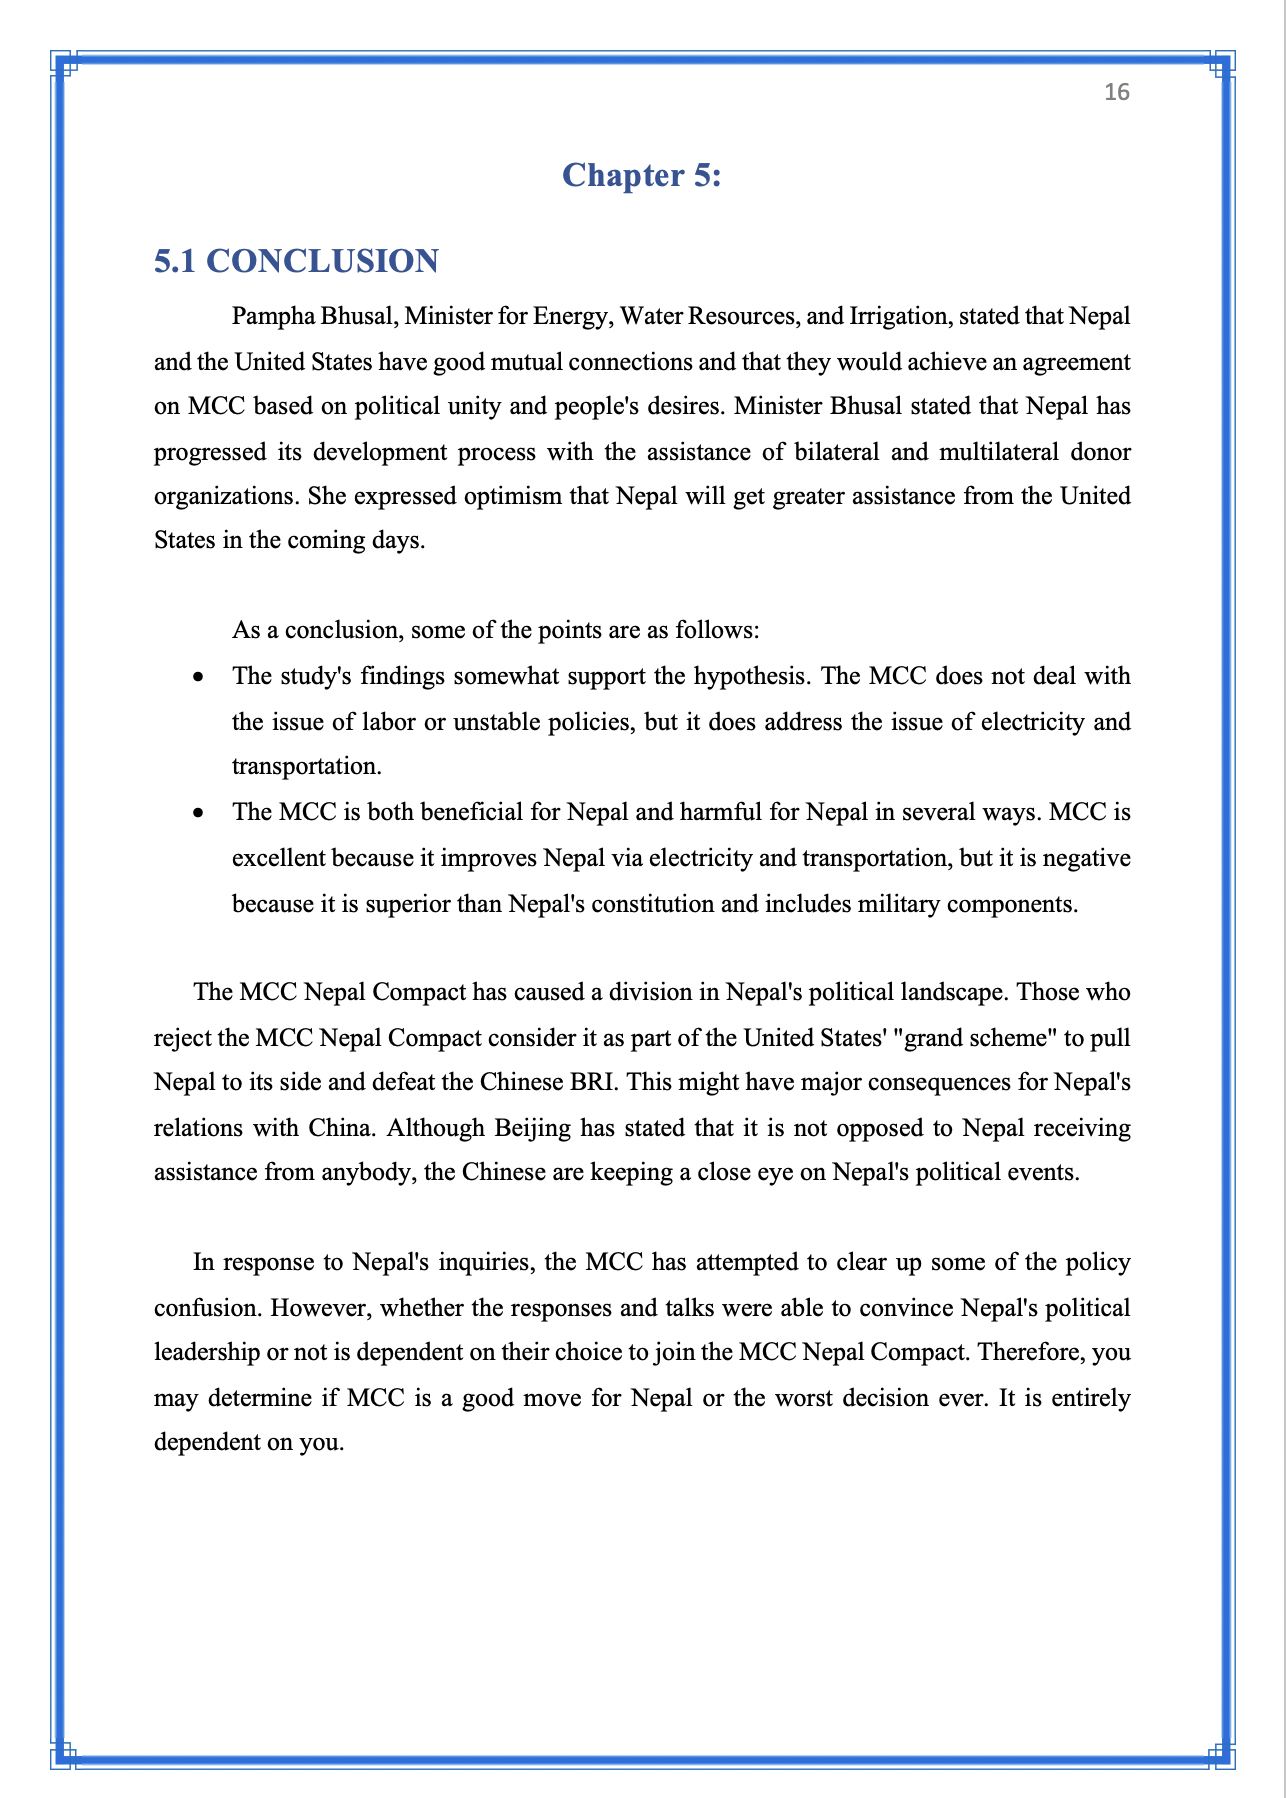 16
Chapter 5:
5.1 CONCLUSION
Pampha Bhusal, Minister for Energy, Water Resources, and Irrigation, stated that Nepal
and the United States have good mutual connections and that they would achieve an agreement
on MCC based on political unity and people's desires. Minister Bhusal stated that Nepal has
progressed its development process with the assistance of bilateral and multilateral donor
organizations. She expressed optimism that Nepal will get greater assistance from the United
States in the coming days.
As a conclusion, some of the points are as follows:
• The study's findings somewhat support the hypothesis. The MCC does not deal with
the issue of labor or unstable policies, but it does address the issue of electricity and
transportation.
• The MCC is both beneficial for Nepal and harmful for Nepal in several ways. MCC is
excellent because it improves Nepal via electricity and transportation, but it is negative
because it is superior than Nepal's constitution and includes military components.
The MCC Nepal Compact has caused a division in Nepal's political landscape. Those who
reject the MCC Nepal Compact consider it as part of the United States' "grand scheme" to pull
Nepal to its side and defeat the Chinese BRI. This might have major consequences for Nepal's
relations with China. Although Beijing has stated that it is not opposed to Nepal receiving
assistance from anybody, the Chinese are keeping a close eye on Nepal's political events.
In response to Nepal's inquiries, the MCC has attempted to clear up some of the policy
confusion. However, whether the responses and talks were able to convince Nepal's political
leadership or not is dependent on their choice to join the MCC Nepal Compact. Therefore, you
may determine if MCC is a good move for Nepal or the worst decision ever. It is entirely
dependent on you.